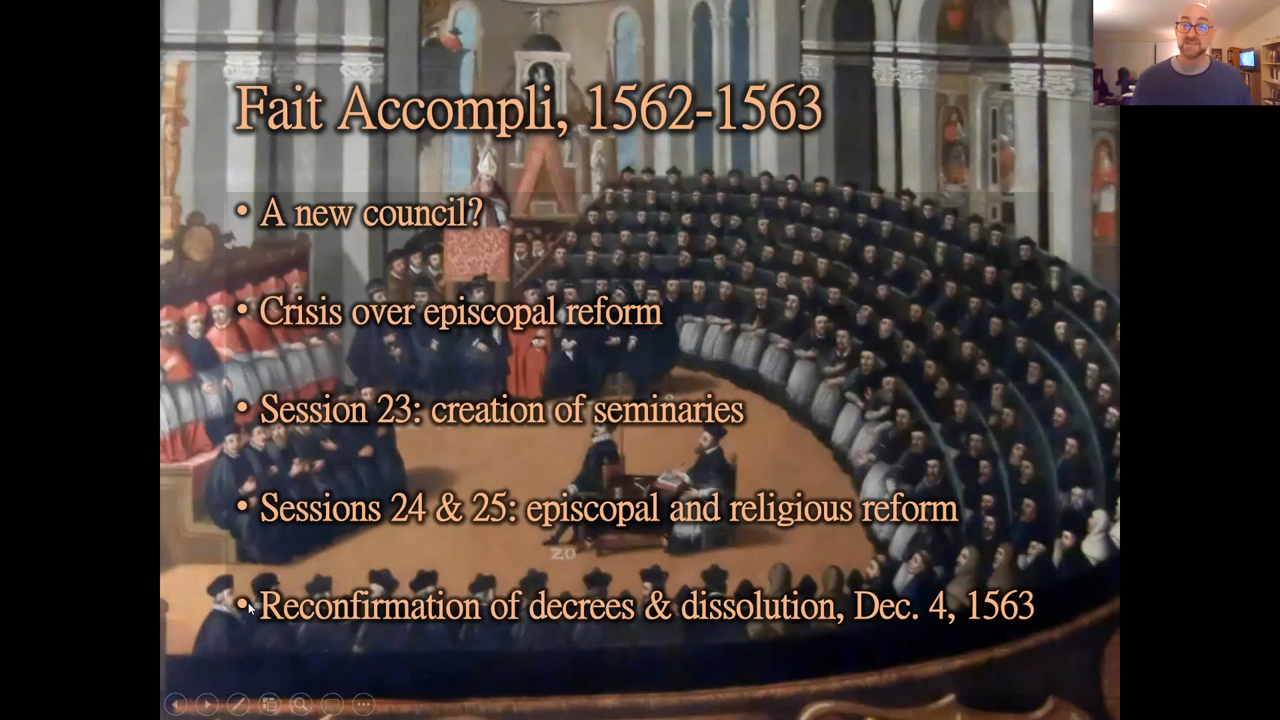 Fait Accompli, 1562-1563
• A new council?
• Crisis over episcopal reform
• Session 23: creation of seminaries
• Sessions 24 & 25: episcopal and religious reform
20
• Reconfirmation of decrees & dissolution, Dec. 4, 1563